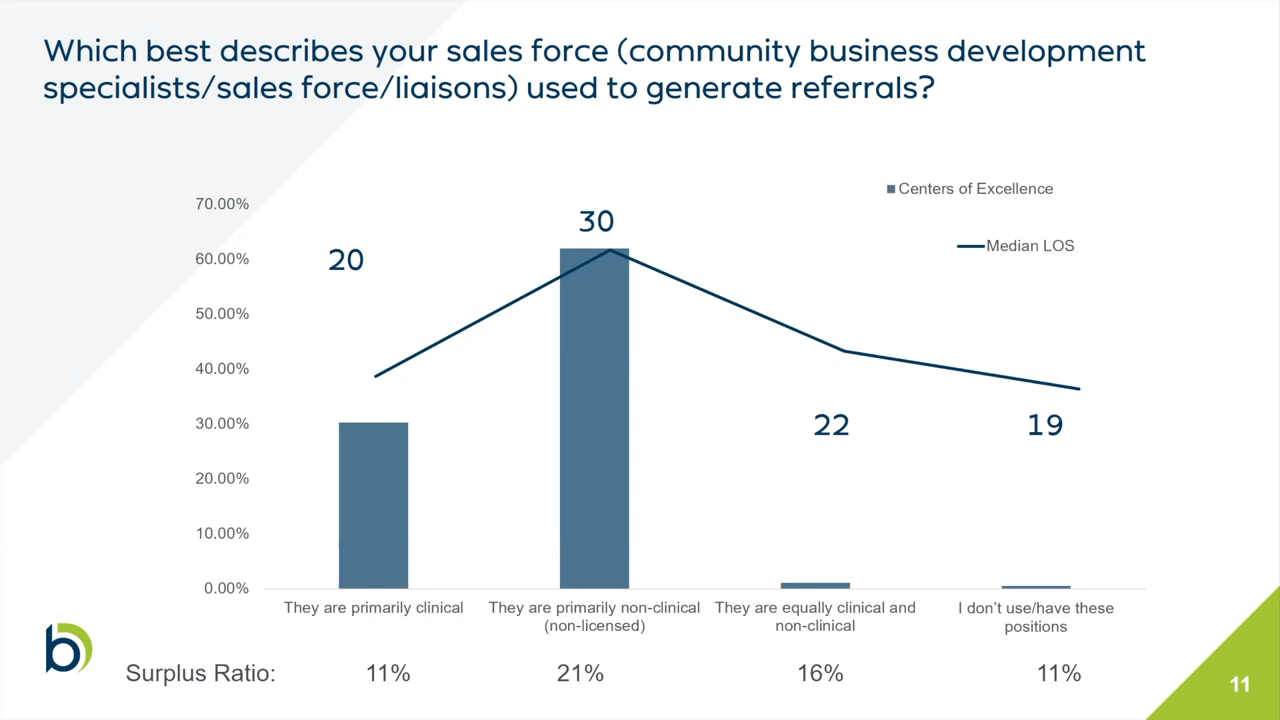 Which best describes your sales force (community business development
specialists/sales force/liaisons) used to generate referrals?
Centers of Excellence
Median LOS
70.00%
60.00%
50.00%
40.00%
30.00%
20.00%
10.00%
0.00%
20
30
22
19
They are primarily clinical
They are primarily non-clinical
(non-licensed)
They are equally clinical and
non-clinical
I don't use/have these
positions
b
Surplus Ratio: 11% 21% 16% 11%
11